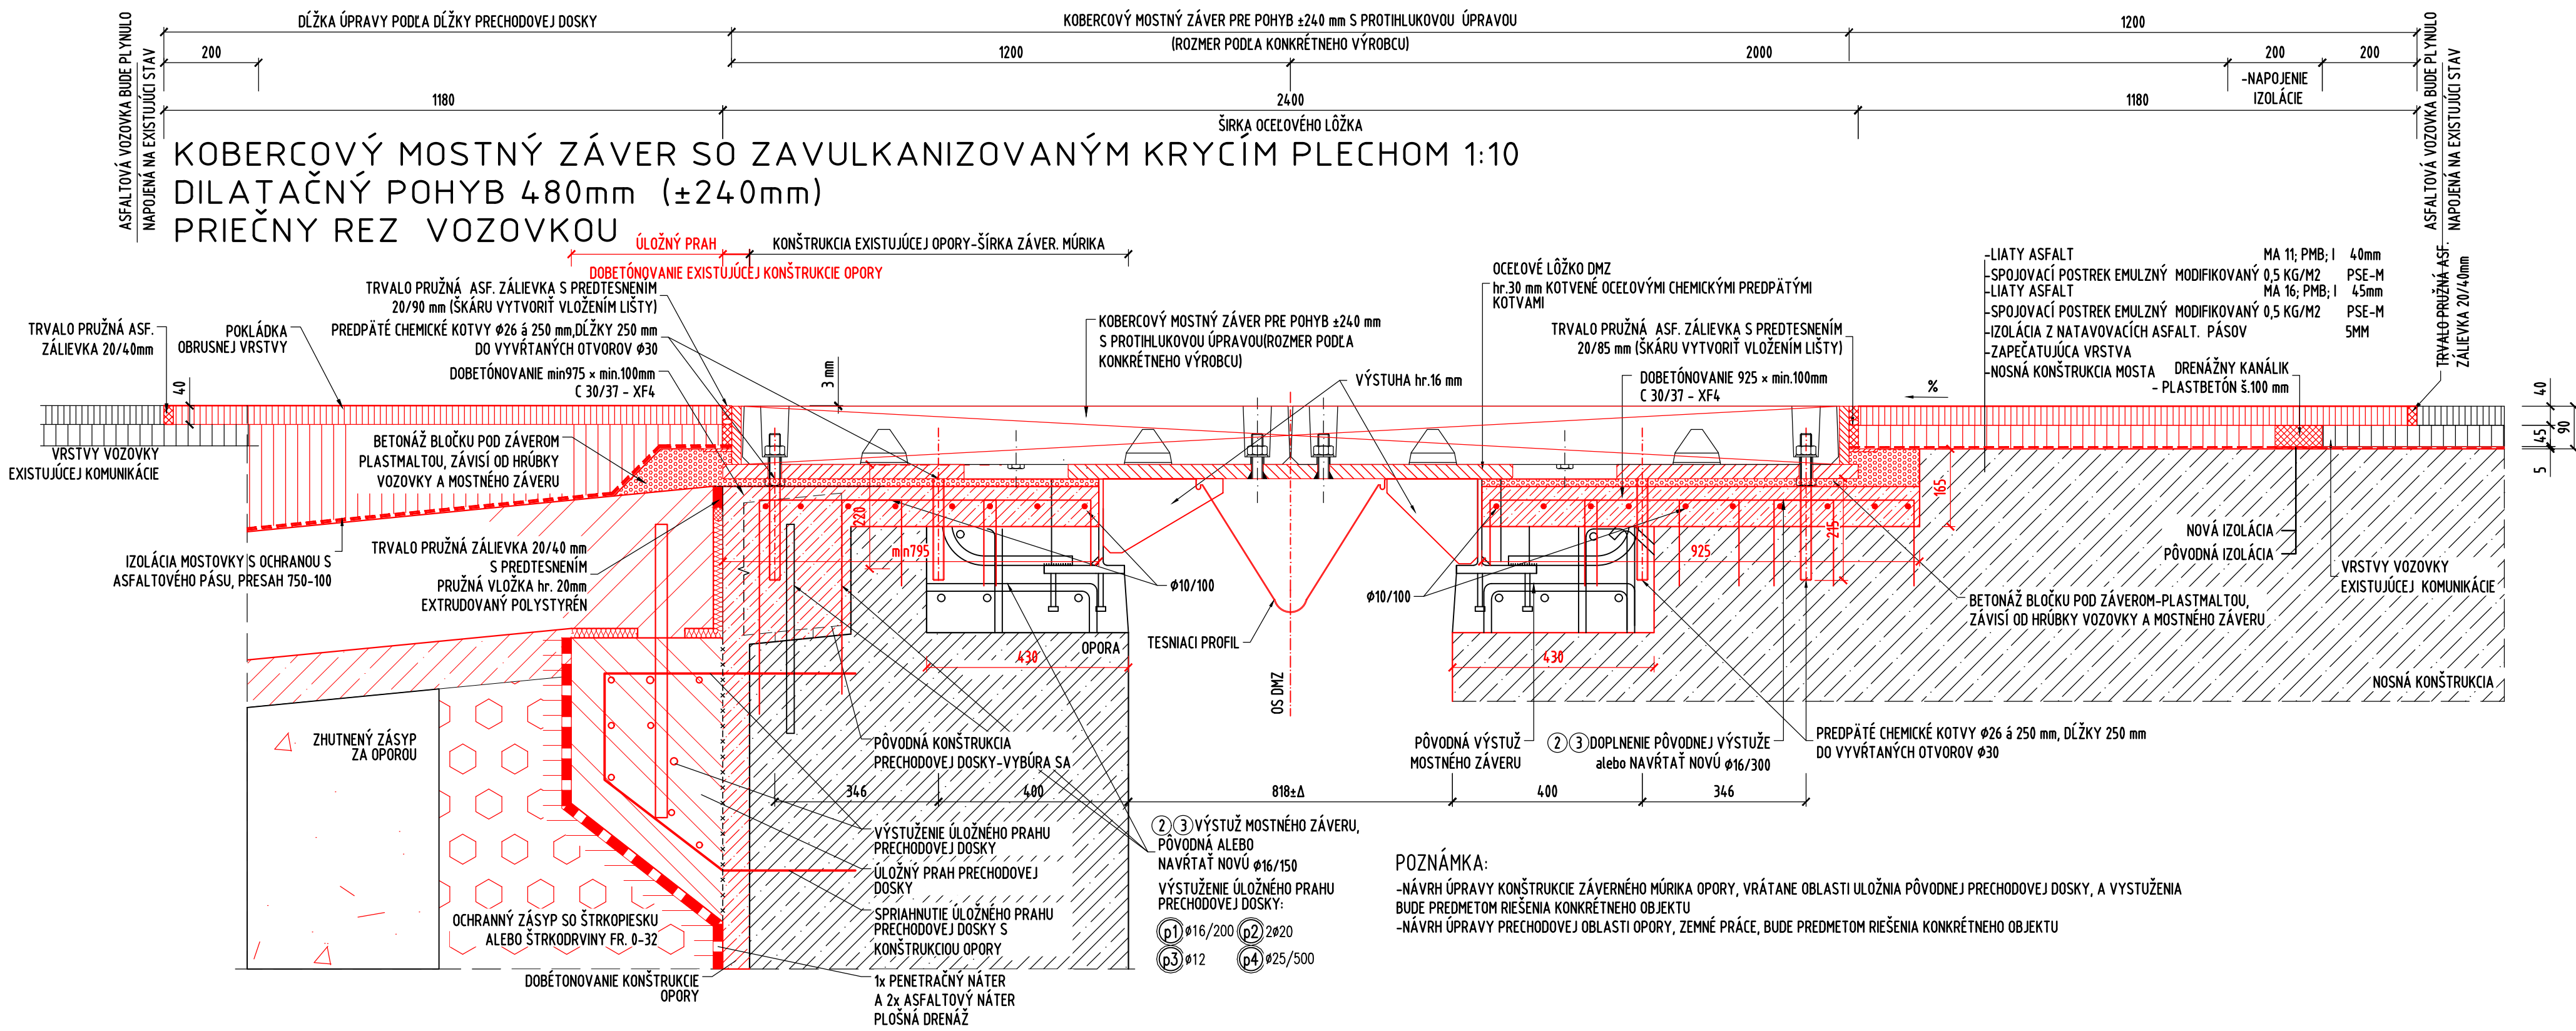 DĹŽKA ÚPRAVY PODĽA DĹŽKY PRECHODOVEJ DOSKY
KOBERCOVÝ MOSTNÝ ZÁVER PRE POHYB ±240 mm S PROTIHLUKOVOU ÚPRAVOU
(ROZMER PODĽA KONKRÉTNEHO VÝROBCU)
1200
200
1200
2000
200
200
-NAPOJENIE
IZOLÁCIE
1180
2400
1180
ŠIRKA OCEĽOVÉHO LÔŽKA
ASFALTOVÁ VOZOVKA BUDE PLYNULO
NAPOJENÁ NA EXISTUJÚCI STAV
ASFALTOVÁ VOZOVKA BUDE PLYNULO
NAPOJENÁ NA EXISTUJÚCI STAV
KOBERCOVÝ MOSTNÝ ZÁVER SO ZAVULKANIZOVANÝM KRYCÍM PLECHOM 1:10
DILATAČNÝ POHYB 480mm (±240mm)
PRIEČNY REZ VOZOVKOU
ÚLOŽNÝ PRAH
KONŠTRUKCIA EXISTUJÚCEJ OPORY-ŠÍRKA ZÁVER. MÚRIKA
DOBETÓNOVANIE EXISTUJÚCEJ KONŠTRUKCIE OPORY
TRVALO PRUŽNÁ ASF. ZÁLIEVKA S PREDTESNENÍM
20/90 mm (ŠKÁRU VYTVORIŤ VLOŽENÍM LIŠTY)
TRVALO PRUŽNÁ ASF.
ZÁLIEVKA 20/40mm
POKLÁDKA
OBRUSNEJ VRSTVY
PREDPÄTÉ CHEMICKÉ KOTVY ø26 á 250 mm,DĹŽKY 250 mm
DO VYVŔTANÝCH OTVOROV ø30
DOBETÓNOVANIE min975 × min.100mm
C 30/37 - XF4
40
3 mm
KOBERCOVÝ MOSTNÝ ZÁVER PRE POHYB ±240 mm
S PROTIHLUKOVOU ÚPRAVOU(ROZMER PODĽA
KONKRÉTNEHO VÝROBCU)
VÝSTUHA hr.16 mm
OCEĽOVÉ LÔŽKO DMZ
hr.30 mm KOTVENÉ OCEĽOVÝMI CHEMICKÝMI PREDPÄTÝMI
KOTVAMI
TRVALO PRUŽNÁ ASF. ZÁLIEVKA S PREDTESNENÍM
20/85 mm (ŠKÁRU VYTVORIŤ VLOŽENÍM LIŠTY)
DOBETÓNOVANIE 925 × min.100mm
C 30/37 - XF4
-LIATY ASFALT MA 11; PMB; I 40mm
-SPOJOVACÍ POSTREK EMULZNÝ MODIFIKOVANÝ 0,5 KG/M2 PSE-M
-LIATY ASFALT MA 16; PMB; I 45mm
-SPOJOVACÍ POSTREK EMULZNÝ MODIFIKOVANÝ 0,5 KG/M2 PSE-M
-IZOLÁCIA Z NATAVOVACÍCH ASFALT. PÁSOV 5MM
-ZAPEČATUJÚCA VRSTVA
-NOSNÁ KONŠTRUKCIA MOSTA
DRENÁŽNY KANÁLIK
- PLASTBETÓN š.100 mm
TRVALO PRUŽNÁ ASF.
ZÁLIEVKA 20/40mm
%
40
45
90
5
VRSTVY VOZOVKY
EXISTUJÚCEJ KOMUNIKÁCIE
BETONÁŽ BLOČKU POD ZÁVEROM
PLASTMALTOU, ZÁVISÍ OD HRÚBKY
VOZOVKY A MOSTNÉHO ZÁVERU
220
min795
215
925
165
IZOLÁCIA MOSTOVKY S OCHRANOU S
ASFALTOVÉHO PÁSU, PRESAH 750-100
TRVALO PRUŽNÁ ZÁLIEVKA 20/40 mm
S PREDTESNENÍM
PRUŽNÁ VLOŽKA hr. 20mm
EXTRUDOVANÝ POLYSTYRÉN
ø10/100
ø10/100
NOVÁ IZOLÁCIA
PÔVODNÁ IZOLÁCIA
VRSTVY VOZOVKY
EXISTUJÚCEJ KOMUNIKÁCIE
BETONÁŽ BLOČKU POD ZÁVEROM-PLASTMALTOU,
ZÁVISÍ OD HRÚBKY VOZOVKY A MOSTNÉHO ZÁVERU
OPORA
TESNIACI PROFIL
430
430
OS DMZ
NOSNÁ KONŠTRUKCIA
ZHUTNENÝ ZÁSYP
ZA OPOROU
PÔVODNÁ KONŠTRUKCIA
PRECHODOVEJ DOSKY-VYBÚRA SA
PÔVODNÁ VÝSTUŽ
MOSTNÉHO ZÁVERU
2 3 DOPLNENIE PÔVODNEJ VÝSTUŽE
alebo NAVŔTAŤ NOVÚ ø16/300
PREDPÄTÉ CHEMICKÉ KOTVY ø26 á 250 mm, DĹŽKY 250 mm
DO VYVŔTANÝCH OTVOROV ø30
346
400
818±Δ
400
346
VÝSTUŽENIE ÚLOŽNÉHO PRAHU
PRECHODOVEJ DOSKY
ÚLOŽNÝ PRAH PRECHODOVEJ
DOSKY
SPRIAHNUTIE ÚLOŽNÉHO PRAHU
PRECHODOVEJ DOSKY S
KONŠTRUKCIOU OPORY
2 3 VÝSTUŽ MOSTNÉHO ZÁVERU,
PÔVODNÁ ALEBO
NAVŔTAŤ NOVÚ ø16/150
VÝSTUŽENIE ÚLOŽNÉHO PRAHU
PRECHODOVEJ DOSKY:
p1 ø16/200 p2 2ø20
p3 ø12 p4 ø25/500
OCHRANNÝ ZÁSYP SO ŠTRKOPIESKU
ALEBO ŠTRKODRVINY FR. 0-32
DOBÉTONOVANIE KONŠTRUKCIE
OPORY
1x PENETRAČNÝ NÁTER
A 2x ASFALTOVÝ NÁTER
PLOŠNÁ DRENÁŽ
POZNÁMKA:
-NÁVRH ÚPRAVY KONŠTRUKCIE ZÁVERNÉHO MÚRIKA OPORY, VRÁTANE OBLASTI ULOŽNIA PÔVODNEJ PRECHODOVEJ DOSKY, A VYSTUŽENIA
BUDE PREDMETOM RIEŠENIA KONKRÉTNEHO OBJEKTU
-NÁVRH ÚPRAVY PRECHODOVEJ OBLASTI OPORY, ZEMNÉ PRÁCE, BUDE PREDMETOM RIEŠENIA KONKRÉTNEHO OBJEKTU